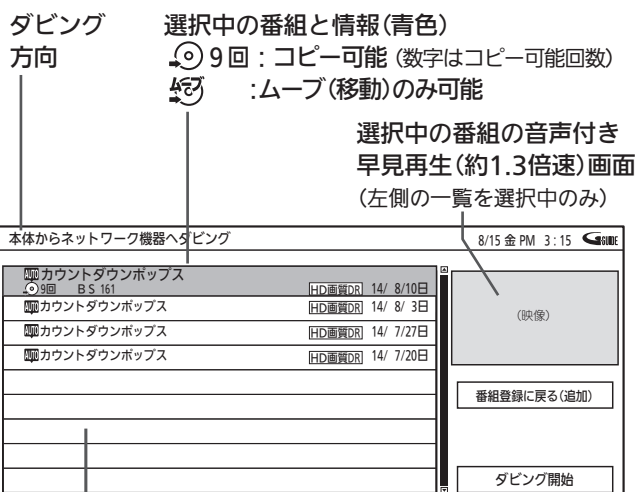 ダビング
方向
選択中の番組と情報(青色)
9回:コピー可能 (数字はコピー可能回数)
ムーブ :ムーブ(移動)のみ可能
選択中の番組の音声付き
早見再生(約1.3倍速)画面
(左側の一覧を選択中のみ)
本体からネットワーク機器へダビング 8/15 金 PM 3:15 GGUIDE
カウントダウンポップス
9回 BS 161 HD画質DR 14/ 8/10日
カウントダウンポップス HD画質DR 14/ 8/ 3日
カウントダウンポップス HD画質DR 14/ 7/27日
カウントダウンポップス HD画質DR 14/ 7/20日
(映像)
番組登録に戻る(追加)
ダビング開始